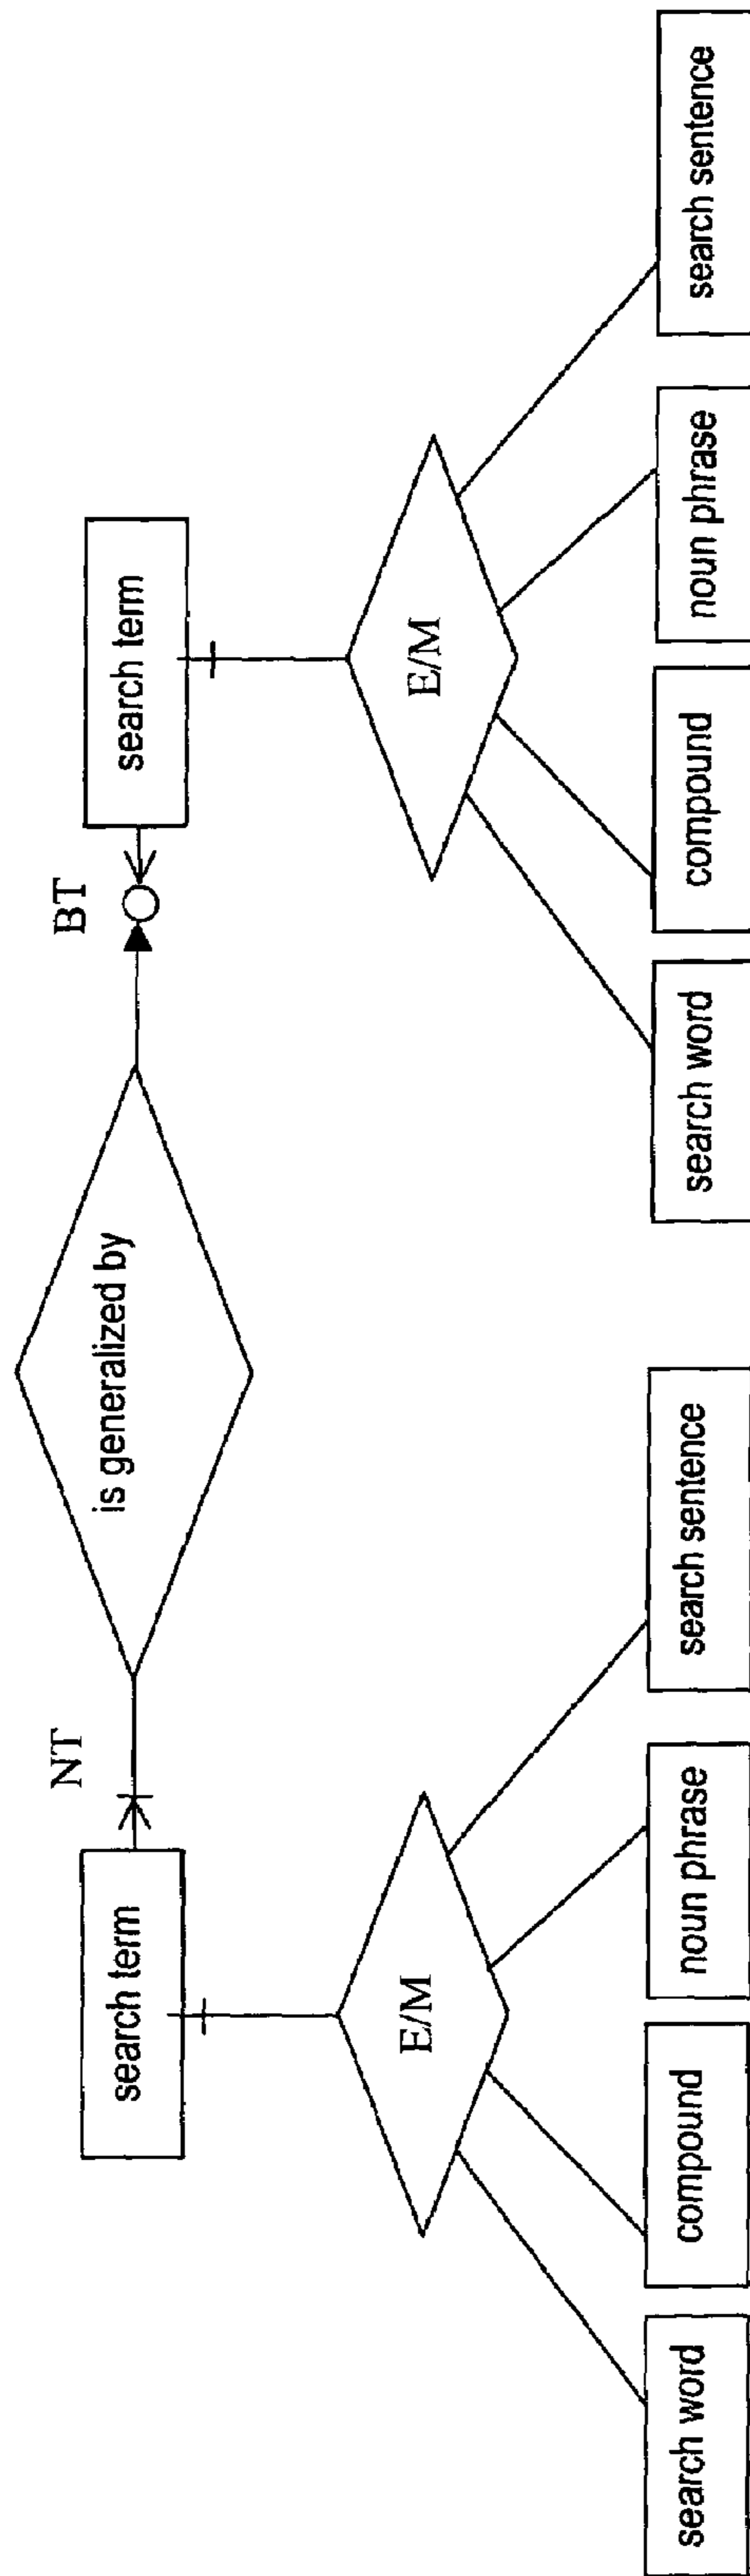 NT
BT
search term
is generalized by
search term
E/M
E/M
search word
compound
noun phrase
search sentence
search word
compound
noun phrase
search sentence